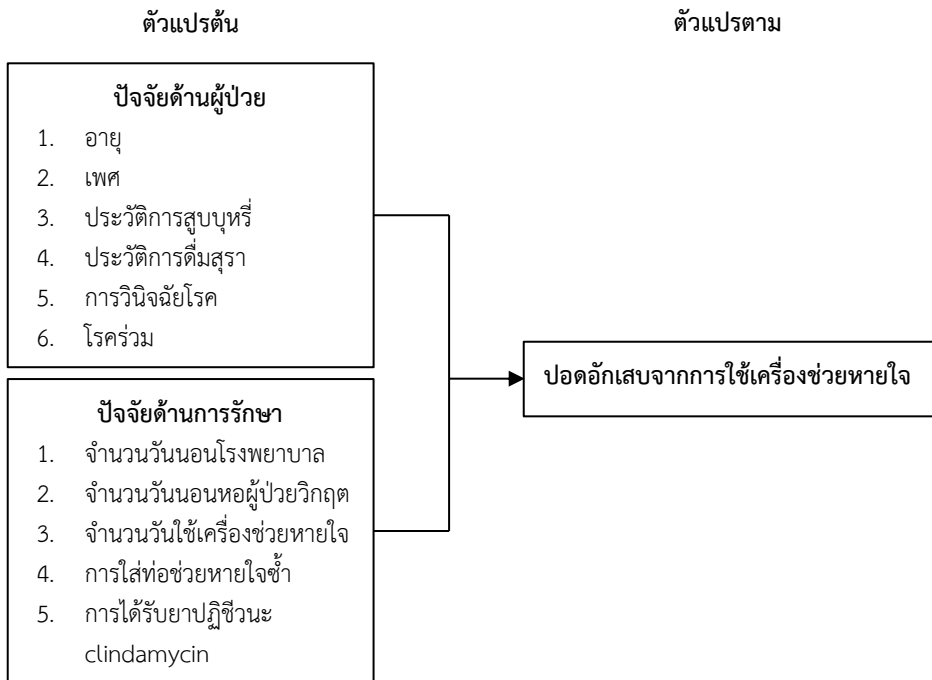 ตัวแปรต้น
ตัวแปรตาม
ปัจจัยด้านผู้ป่วย
1. อายุ
2. เพศ
3. ประวัติการสูบบุหรี่
4. ประวัติการดื่มสุรา
5. การวินิจฉัยโรค
6. โรคร่วม
ปัจจัยด้านการรักษา
1. จำนวนวันนอนโรงพยาบาล
2. จำนวนวันนอนหอผู้ป่วยวิกฤต
3. จำนวนวันใช้เครื่องช่วยหายใจ
4. การใส่ท่อช่วยหายใจซ้ำ
5. การได้รับยาปฏิชีวนะ
clindamycin
ปอดอักเสบจากการใช้เครื่องช่วยหายใจ